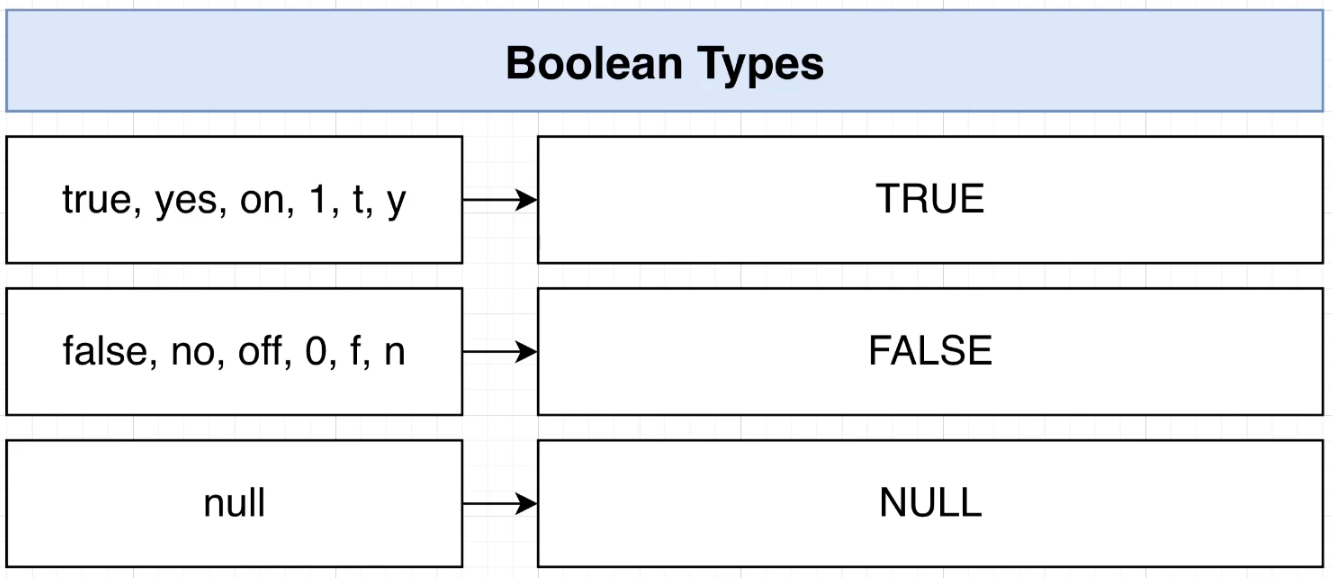 Boolean Types
true, yes, on, 1, t, y
TRUE
false, no, off, 0, f, n
FALSE
null
NULL